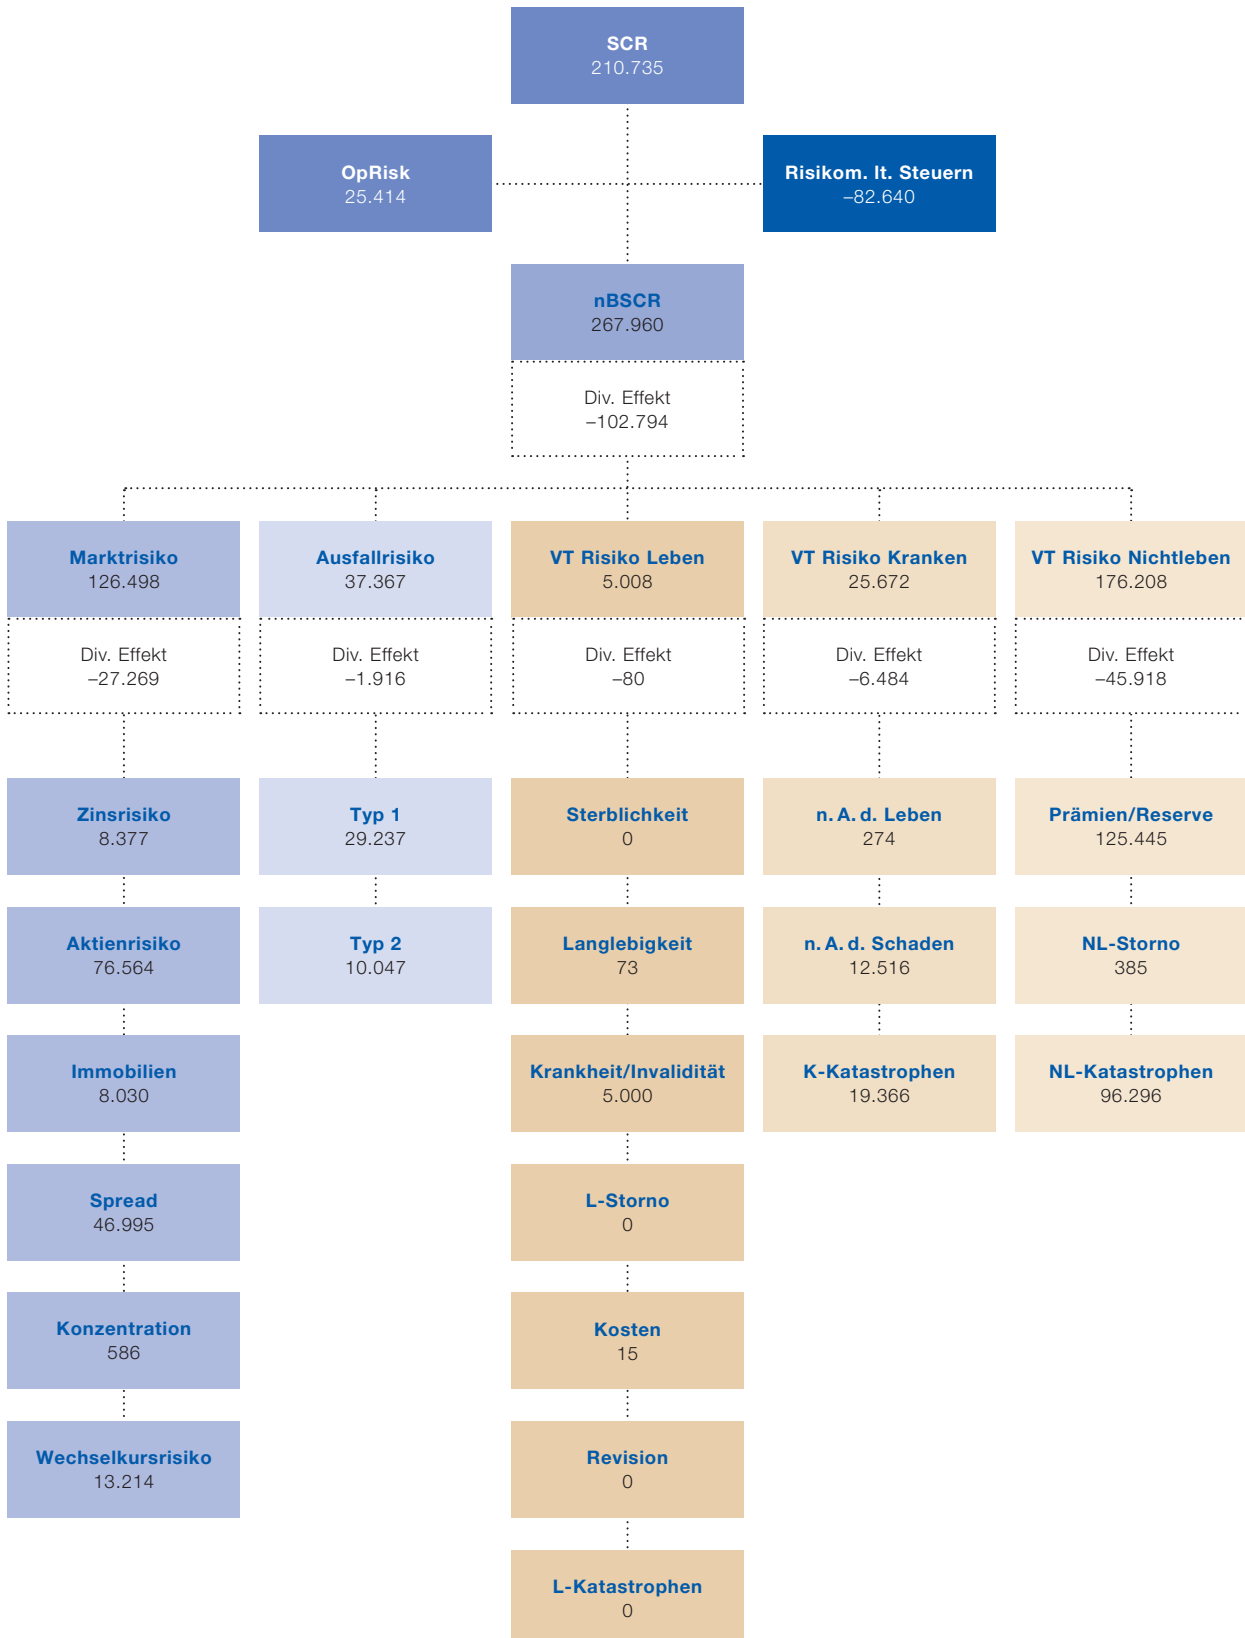 SCR
210.735
OpRisk
25.414
Risikom. lt. Steuern
–82.640
nBSCR
267.960
Div. Effekt
–102.794
Marktrisiko
126.498
Ausfallrisiko
37.367
VT Risiko Leben
5.008
VT Risiko Kranken
25.672
VT Risiko Nichtleben
176.208
Div. Effekt
–27.269
Div. Effekt
–1.916
Div. Effekt
–80
Div. Effekt
–6.484
Div. Effekt
–45.918
Zinsrisiko
8.377
Typ 1
29.237
Sterblichkeit
0
n. A. d. Leben
274
Prämien/Reserve
125.445
Aktienrisiko
76.564
Typ 2
10.047
Langlebigkeit
73
n. A. d. Schaden
12.516
NL-Storno
385
Immobilien
8.030
Krankheit/Invalidität
5.000
K-Katastrophen
19.366
NL-Katastrophen
96.296
Spread
46.995
L-Storno
0
Konzentration
586
Kosten
15
Wechselkursrisiko
13.214
Revision
0
L-Katastrophen
0